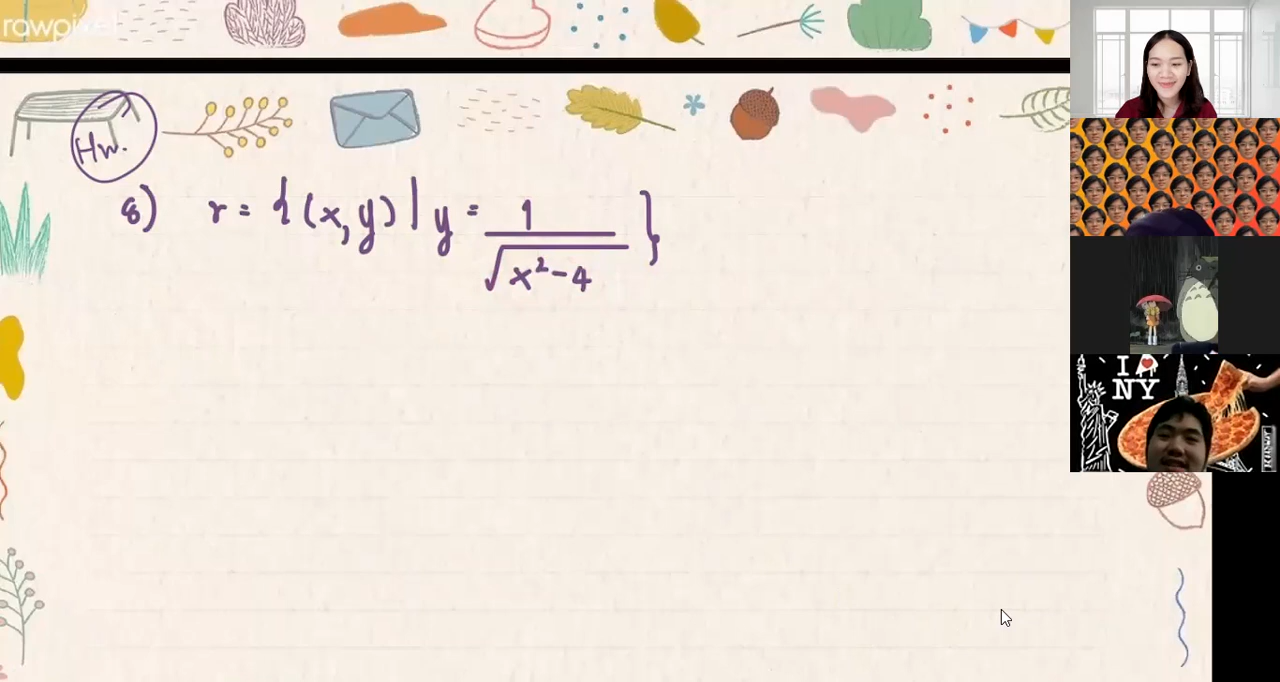 rawpixel
Hw.
8) r = { (x, y) | y = 1 / √(x² - 4) }
I ❤
NY